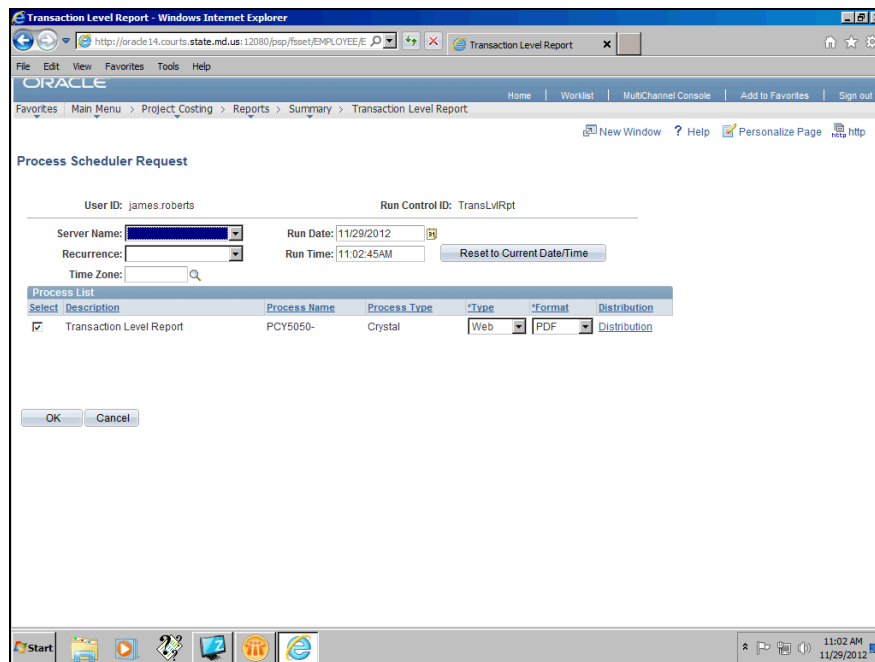 Transaction Level Report - Windows Internet Explorer
http://oracle14.courts.state.md.us:12080/psp/fsset/EMPLOYEE/E
Transaction Level Report
File Edit View Favorites Tools Help
ORACLE
Home | Worklist | MultiChannel Console | Add to Favorites | Sign out
Favorites Main Menu > Project Costing > Reports > Summary > Transaction Level Report
New Window ? Help Personalize Page http
Process Scheduler Request
User ID: james.roberts Run Control ID: TransLvlRpt
Server Name: Run Date: 11/29/2012
Recurrence: Run Time: 11:02:45AM Reset to Current Date/Time
Time Zone:
Process List
Select Description Process Name Process Type *Type *Format Distribution
Transaction Level Report PCY5050- Crystal Web PDF Distribution
OK Cancel
Start 11:02 AM
11/29/2012